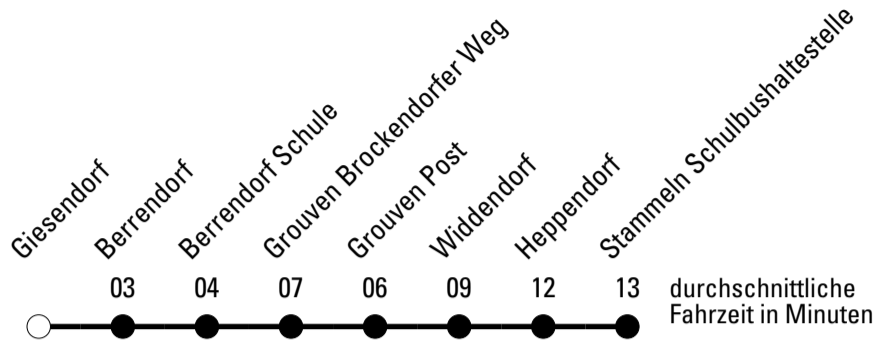 Giesendorf
Berrendorf
Berrendorf Schule
Grouven Brockendorfer Weg
Grouven Post
Widdendorf
Heppendorf
Stammeln Schulbushaltestelle
03 04 07 06 09 12 13 durchschnittliche
Fahrzeit in Minuten